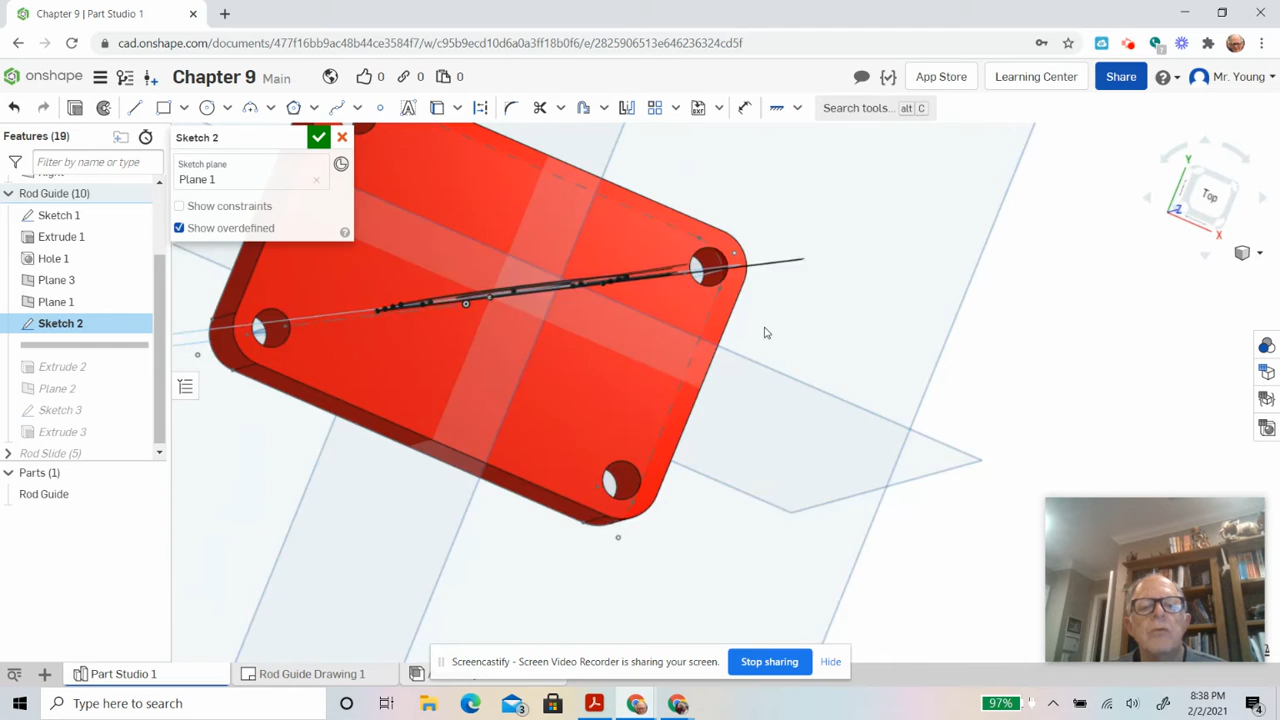 Chapter 9 | Part Studio 1
cad.onshape.com/documents/477f16bb9ac48b44ce3584f7/w/c95b9ecd10d6a0a3ff18b0f6/e/2825906513e646236324cd5f
onshape
Chapter 9 Main
0
0
0
App Store
Learning Center
Share
Mr. Young
Search tools... alt C
Features (19)
Filter by name or type
Rod Guide (10)
Sketch 1
Extrude 1
Hole 1
Plane 3
Plane 1
Sketch 2
Extrude 2
Plane 2
Sketch 3
Extrude 3
Rod Slide (5)
Parts (1)
Rod Guide
Sketch 2
Sketch plane
Plane 1
Show constraints
Show overdefined
Y
Top
Z
X
Screencastify - Screen Video Recorder is sharing your screen.
Stop sharing
Hide
Part Studio 1
Rod Guide Drawing 1
Type here to search
3
97%
8:38 PM
2/2/2021
4